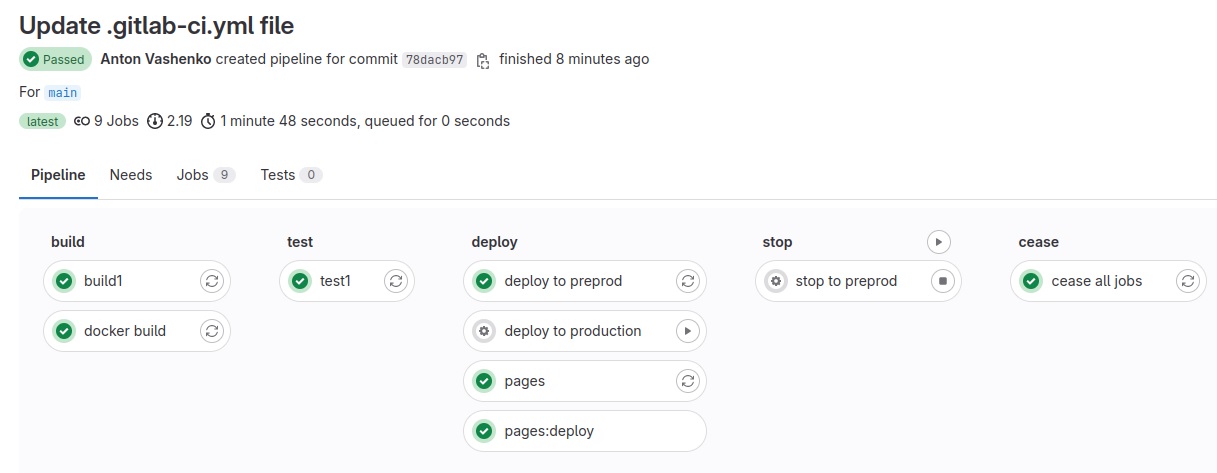 Update .gitlab-ci.yml file
Passed Anton Vashenko created pipeline for commit 78dacb97 finished 8 minutes ago
For main
latest 9 Jobs 2.19 1 minute 48 seconds, queued for 0 seconds
Pipeline Needs Jobs 9 Tests 0
build test deploy stop cease
build1 test1 deploy to preprod stop to preprod cease all jobs
docker build deploy to production
pages
pages:deploy